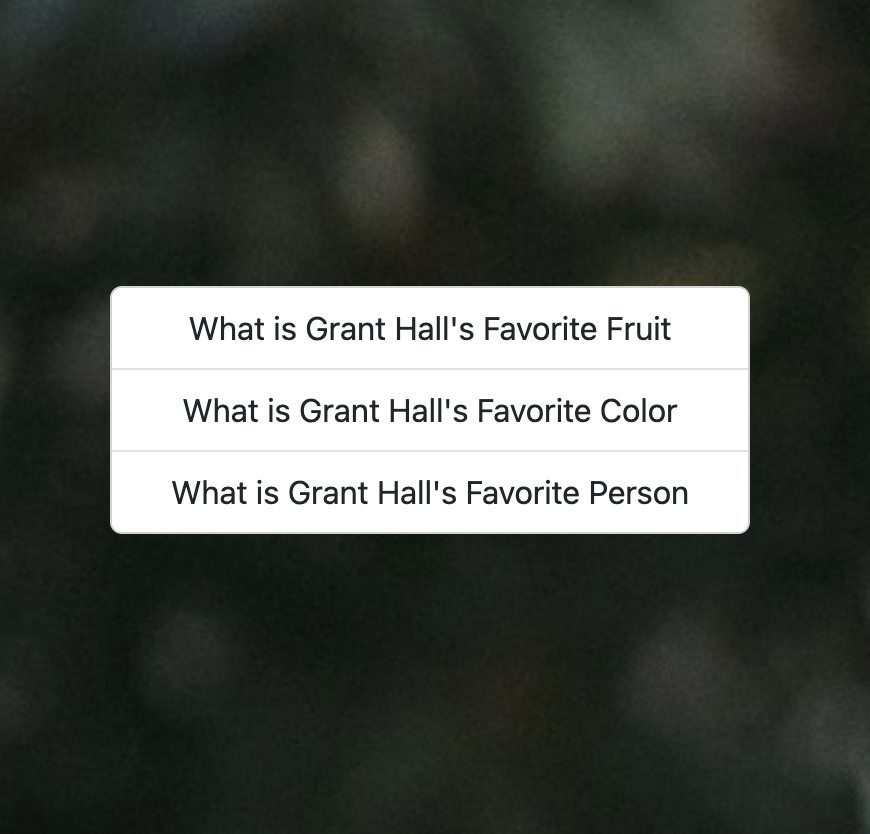 What is Grant Hall's Favorite Fruit
What is Grant Hall's Favorite Color
What is Grant Hall's Favorite Person